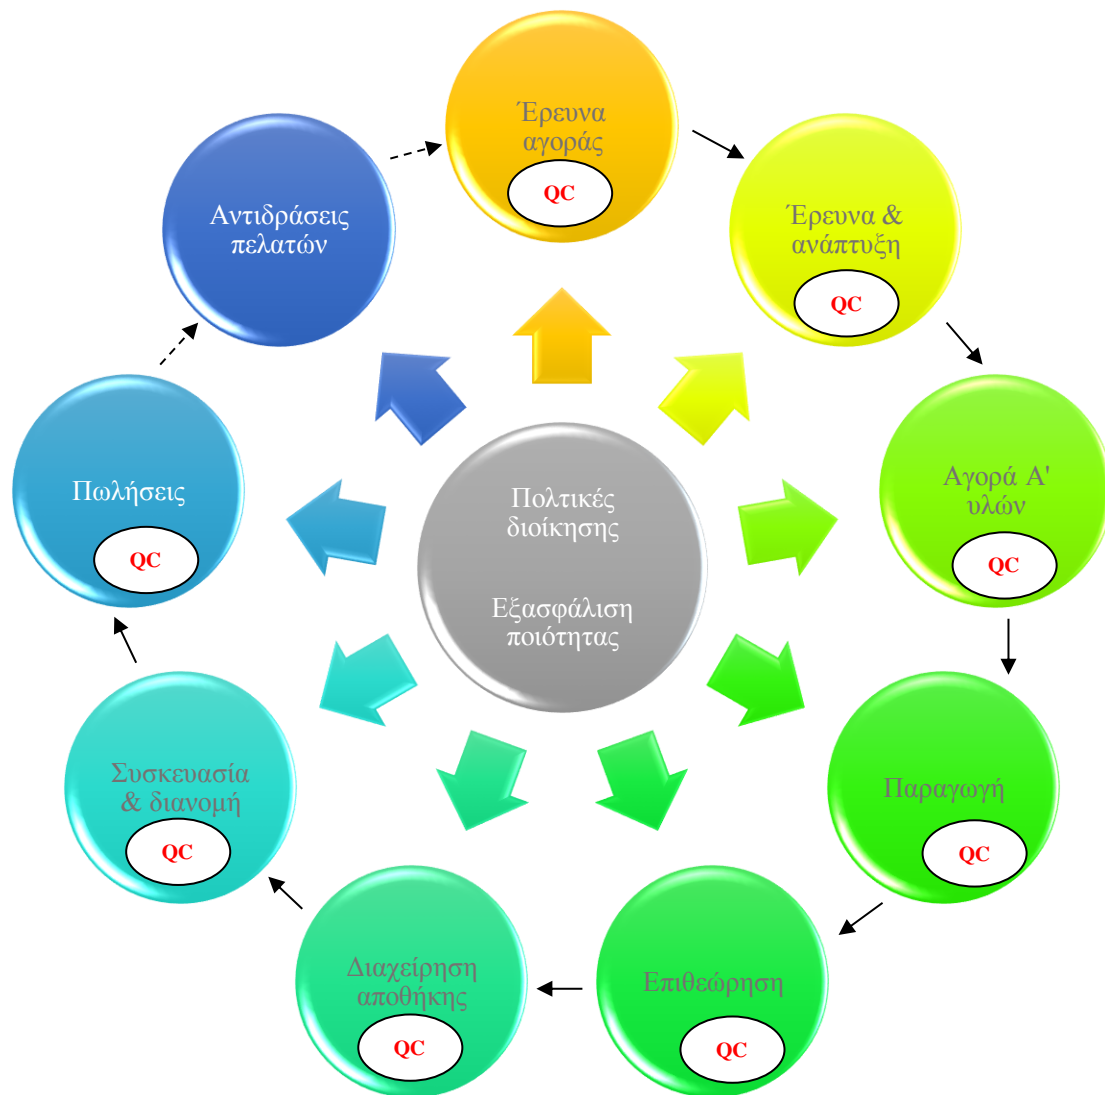 Έρευνα
αγοράς
QC
Έρευνα &
ανάπτυξη
QC
Αγορά Α'
υλών
QC
Παραγωγή
QC
Επιθεώρηση
QC
Διαχείρηση
αποθήκης
QC
Συσκευασία
& διανομή
QC
Πωλήσεις
QC
Αντιδράσεις
πελατών
Πολτικές
διοίκησης
Εξασφάλιση
ποιότητας